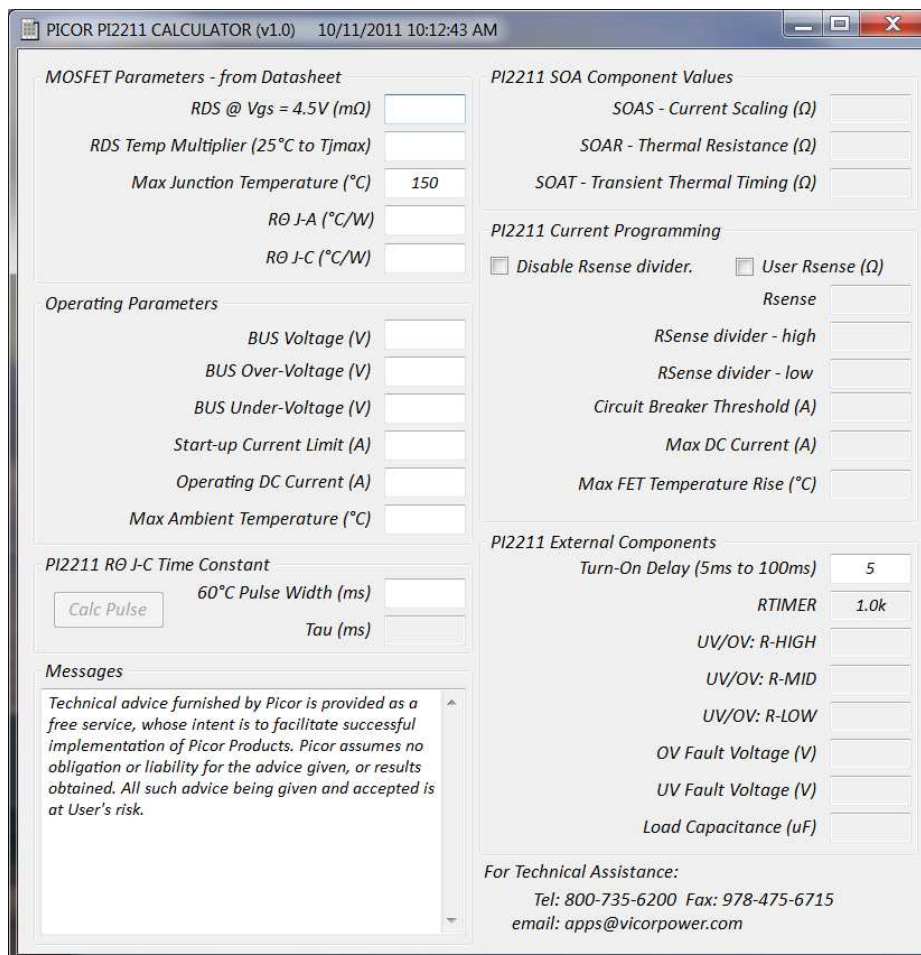 PICOR PI2211 CALCULATOR (v1.0) 10/11/2011 10:12:43 AM
MOSFET Parameters - from Datasheet
RDS @ Vgs = 4.5V (mΩ)
RDS Temp Multiplier (25°C to Tjmax)
Max Junction Temperature (°C) 150
RΘ J-A (°C/W)
RΘ J-C (°C/W)
Operating Parameters
BUS Voltage (V)
BUS Over-Voltage (V)
BUS Under-Voltage (V)
Start-up Current Limit (A)
Operating DC Current (A)
Max Ambient Temperature (°C)
PI2211 RΘ J-C Time Constant
Calc Pulse
60°C Pulse Width (ms)
Tau (ms)
Messages
Technical advice furnished by Picor is provided as a
free service, whose intent is to facilitate successful
implementation of Picor Products. Picor assumes no
obligation or liability for the advice given, or results
obtained. All such advice being given and accepted is
at User's risk.
PI2211 SOA Component Values
SOAS - Current Scaling (Ω)
SOAR - Thermal Resistance (Ω)
SOAT - Transient Thermal Timing (Ω)
PI2211 Current Programming
Disable Rsense divider. User Rsense (Ω)
Rsense
RSense divider - high
RSense divider - low
Circuit Breaker Threshold (A)
Max DC Current (A)
Max FET Temperature Rise (°C)
PI2211 External Components
Turn-On Delay (5ms to 100ms) 5
RTIMER 1.0k
UV/OV: R-HIGH
UV/OV: R-MID
UV/OV: R-LOW
OV Fault Voltage (V)
UV Fault Voltage (V)
Load Capacitance (uF)
For Technical Assistance:
Tel: 800-735-6200 Fax: 978-475-6715
email: apps@vicorpower.com